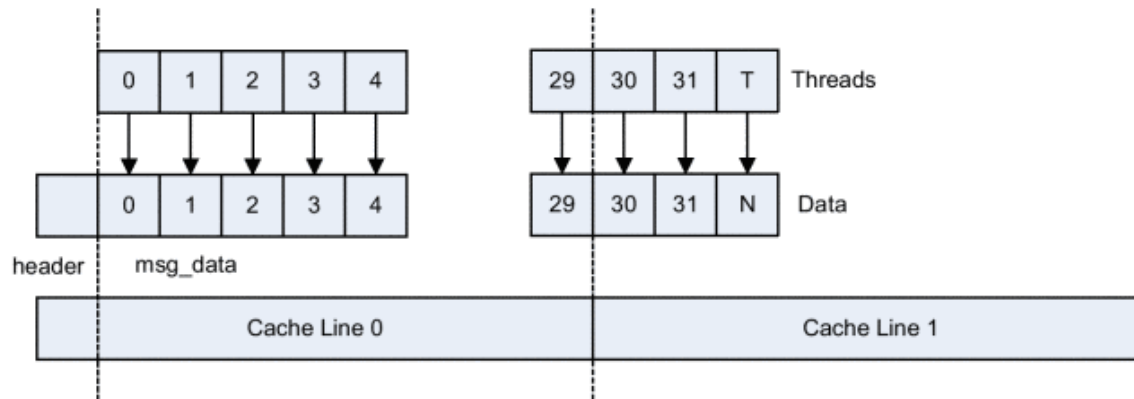 0 1 2 3 4 29 30 31 T Threads
0 1 2 3 4 29 30 31 N Data
header msg_data
Cache Line 0 Cache Line 1